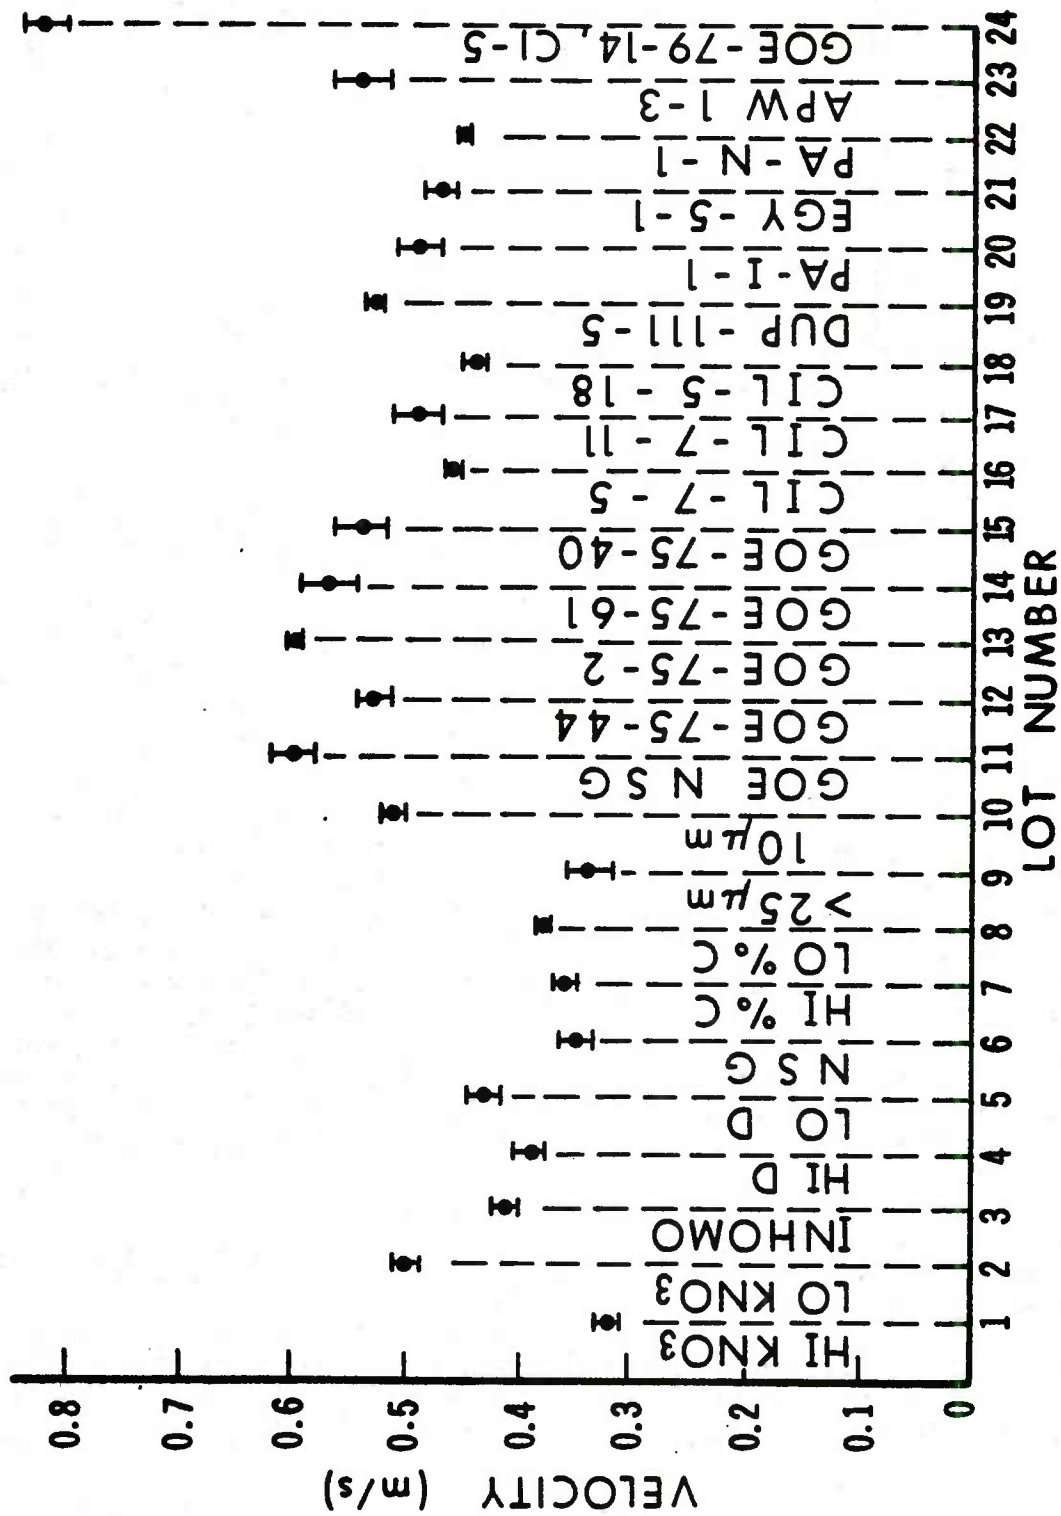 VELOCITY (m/s)
0.8
0.7
0.6
0.5
0.4
0.3
0.2
0.1
0
HI KNO3
LO KNO3
INHOMO
HI D
LO D
N S G
HI % C
LO % C
> 25 μm
10 μm
GOE N S G
GOE-75-44
GOE-75-2
GOE-75-61
GOE-75-40
CIL-7-5
CIL-7-11
CIL-5-18
DUP-111-5
PA-I-1
EGY-5-1
PA-N-1
APW 1-3
GOE-79-14, CI-5
1 2 3 4 5 6 7 8 9 10 11 12 13 14 15 16 17 18 19 20 21 22 23 24
LOT NUMBER